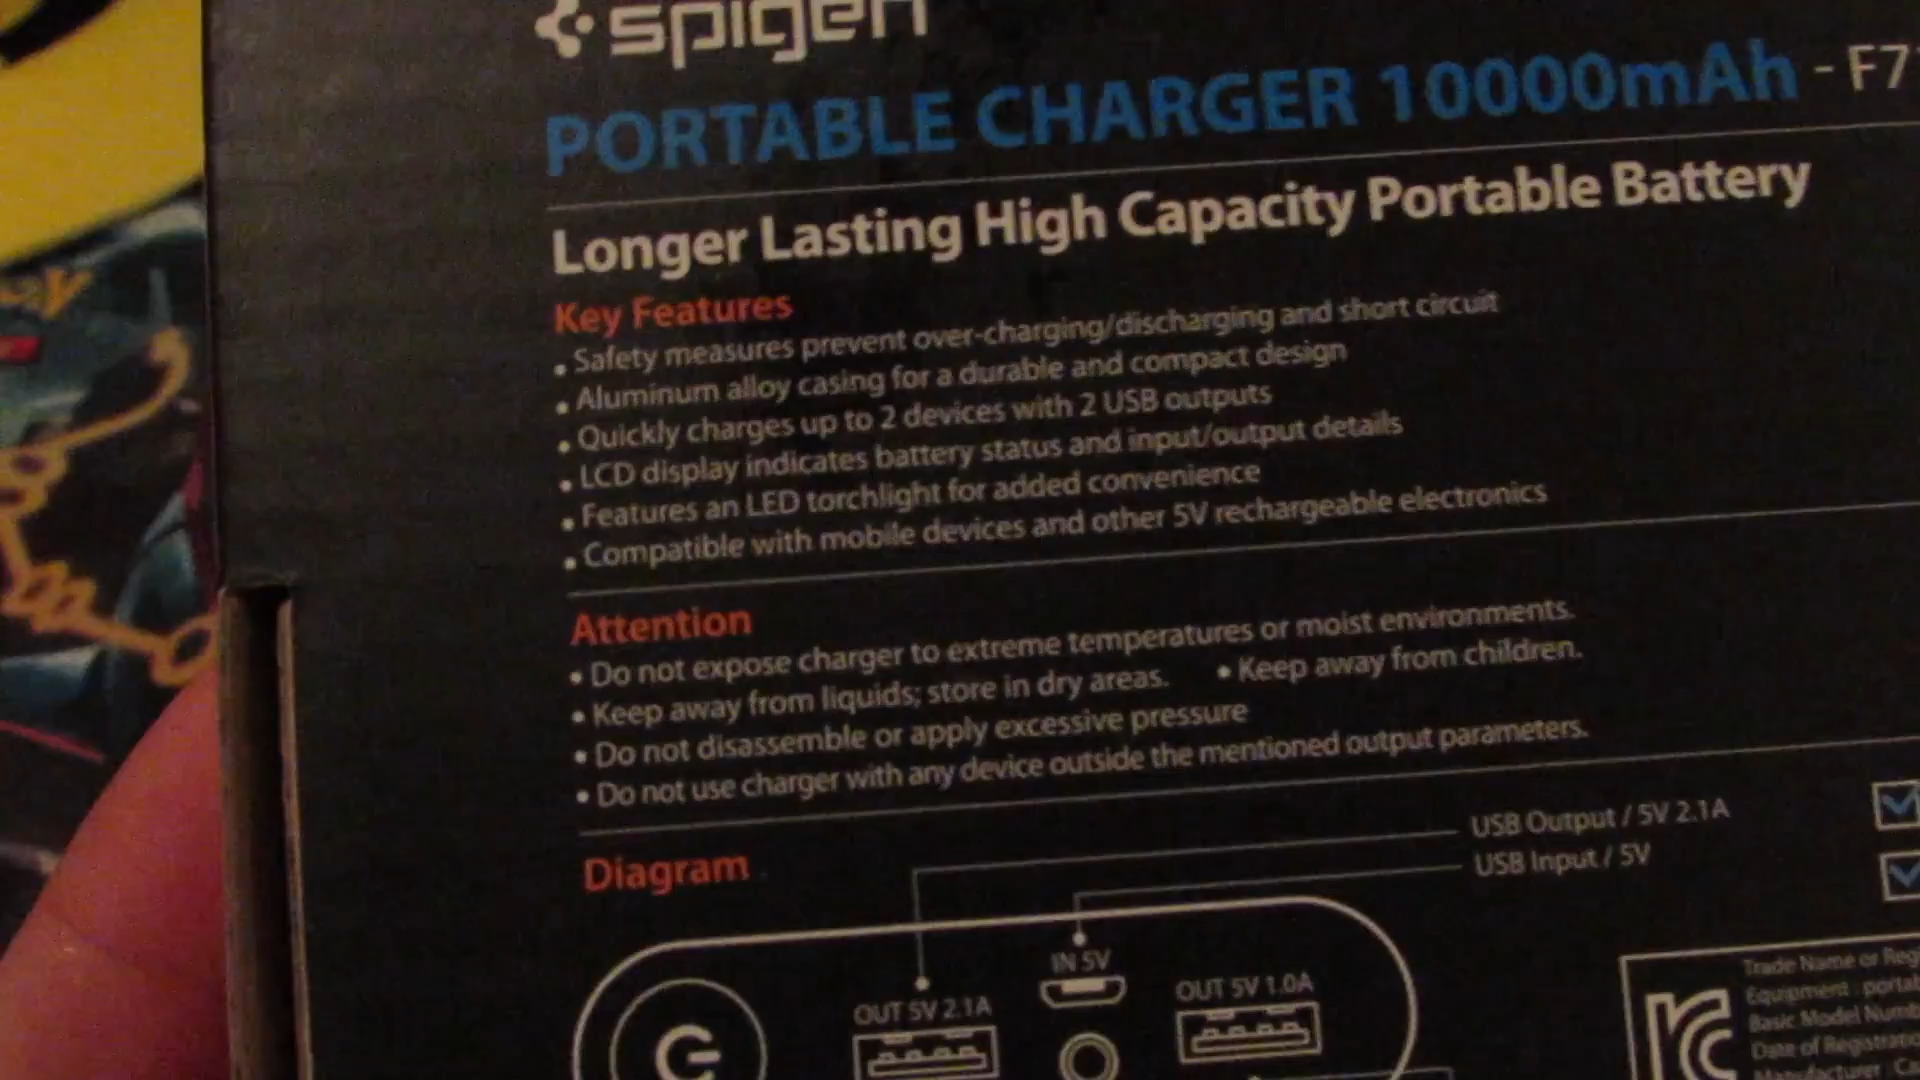 spigen
PORTABLE CHARGER 10000mAh - F7
Longer Lasting High Capacity Portable Battery
Key Features
• Safety measures prevent over-charging/discharging and short circuit
• Aluminum alloy casing for a durable and compact design
• Quickly charges up to 2 devices with 2 USB outputs
• LCD display indicates battery status and input/output details
• Features an LED torchlight for added convenience
• Compatible with mobile devices and other 5V rechargeable electronics
Attention
• Do not expose charger to extreme temperatures or moist environments.
• Keep away from liquids; store in dry areas. • Keep away from children.
• Do not disassemble or apply excessive pressure
• Do not use charger with any device outside the mentioned output parameters.
USB Output / 5V 2.1A
USB Input / 5V
Diagram
IN 5V
OUT 5V 2.1A
OUT 5V 1.0A
Trade Name or Reg
Equipment : portab
Basic Model Numb
Date of Registratio
Manufacturer : Ca